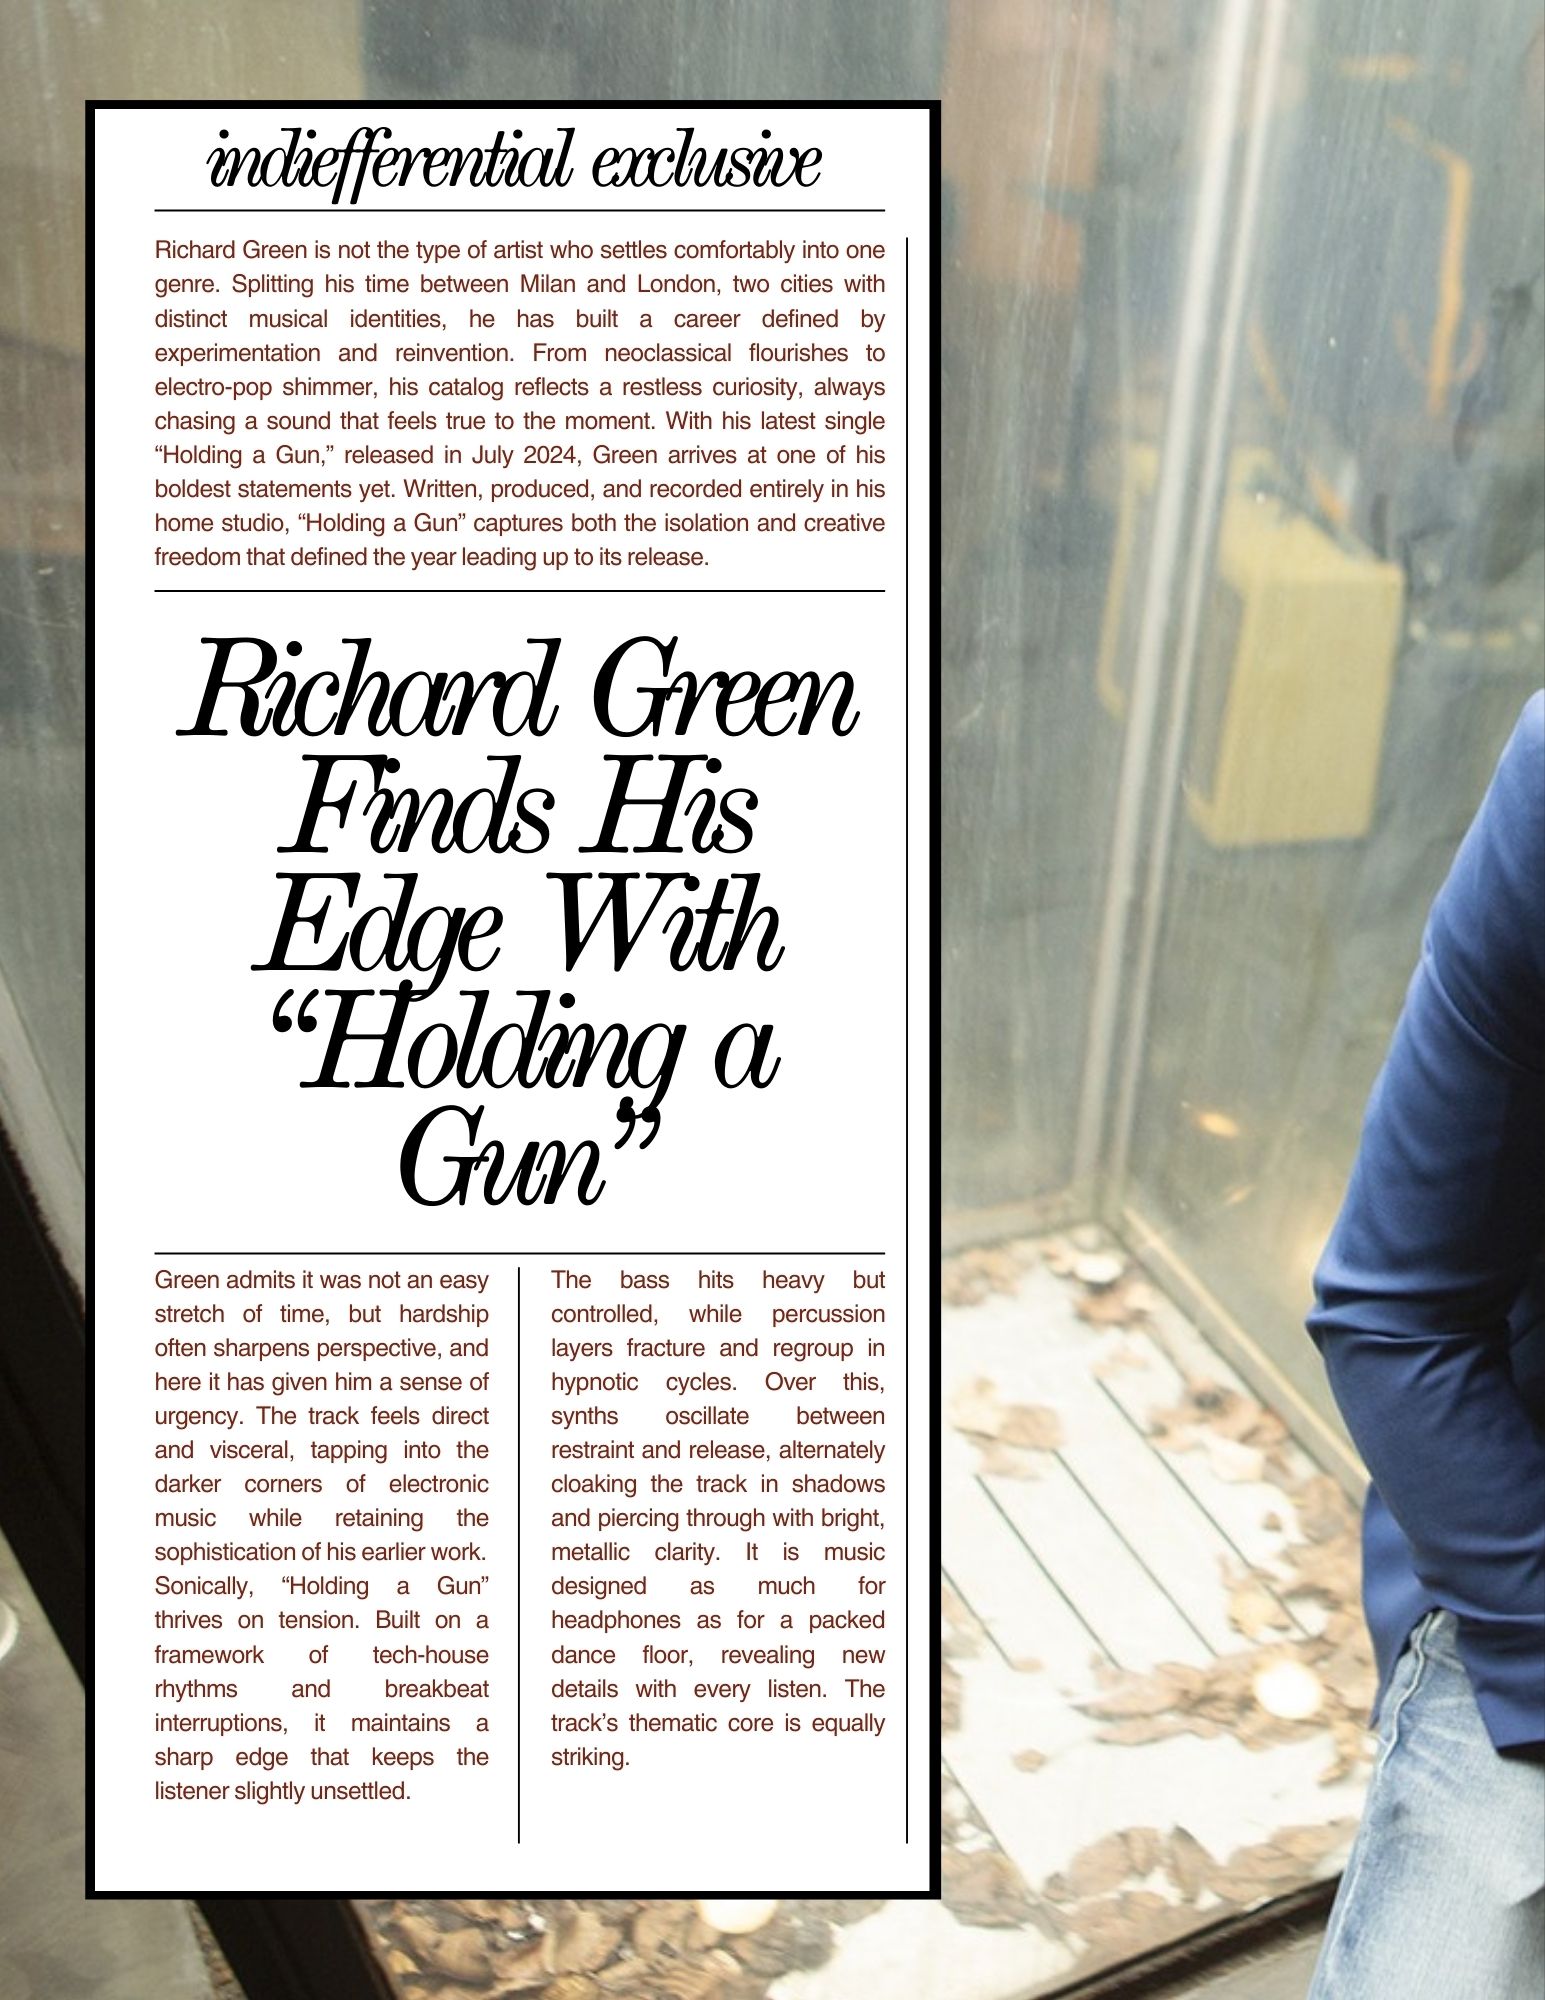 indiefferential exclusive
Richard Green is not the type of artist who settles comfortably into one
genre. Splitting his time between Milan and London, two cities with
distinct musical identities, he has built a career defined by
experimentation and reinvention. From neoclassical flourishes to
electro-pop shimmer, his catalog reflects a restless curiosity, always
chasing a sound that feels true to the moment. With his latest single
“Holding a Gun,” released in July 2024, Green arrives at one of his
boldest statements yet. Written, produced, and recorded entirely in his
home studio, “Holding a Gun” captures both the isolation and creative
freedom that defined the year leading up to its release.
Richard Green
Finds His
Edge With
“Holding a
Gun”
Green admits it was not an easy
stretch of time, but hardship
often sharpens perspective, and
here it has given him a sense of
urgency. The track feels direct
and visceral, tapping into the
darker corners of electronic
music while retaining the
sophistication of his earlier work.
Sonically, “Holding a Gun”
thrives on tension. Built on a
framework of tech-house
rhythms and breakbeat
interruptions, it maintains a
sharp edge that keeps the
listener slightly unsettled.
The bass hits heavy but
controlled, while percussion
layers fracture and regroup in
hypnotic cycles. Over this,
synths oscillate between
restraint and release, alternately
cloaking the track in shadows
and piercing through with bright,
metallic clarity. It is music
designed as much for
headphones as for a packed
dance floor, revealing new
details with every listen. The
track’s thematic core is equally
striking.